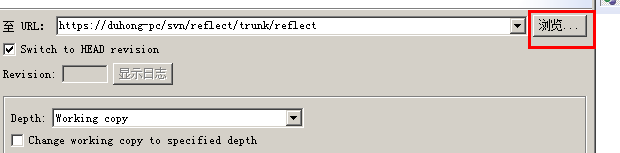 至 URL: https://duhong-pc/svn/reflect/trunk/reflect 浏览...
Switch to HEAD revision
Revision: 显示日志
Depth: Working copy
Change working copy to specified depth